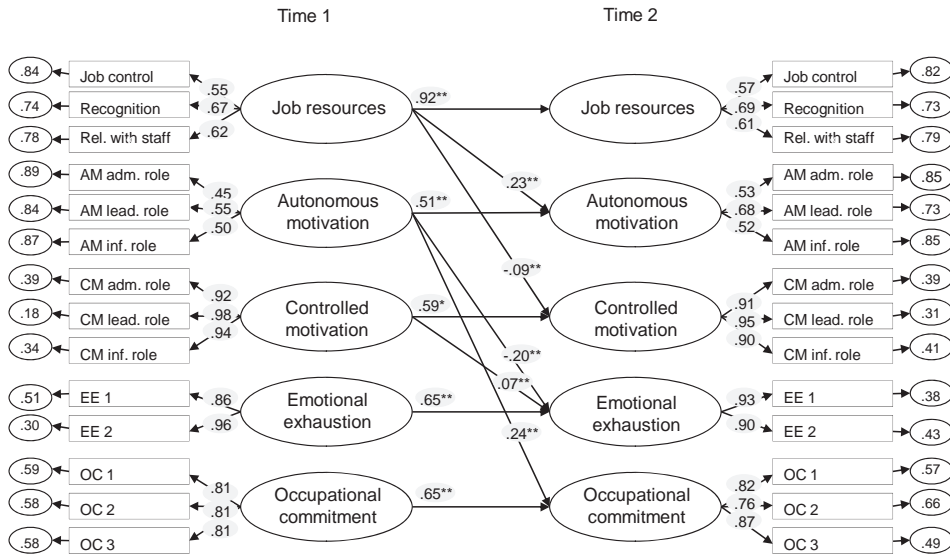 Time 1
Time 2
.84 Job control .55 Job resources .92** Job resources .57 Job control .82
.74 Recognition .67 .69 Recognition .73
.78 Rel. with staff .62 .61 Rel. with staff .79
.89 AM adm. role .45 Autonomous motivation .51** .23** Autonomous motivation .53 AM adm. role .85
.84 AM lead. role .55 .68 AM lead. role .73
.87 AM inf. role .50 .52 AM inf. role .85
-.09**
.39 CM adm. role .92 Controlled motivation .59* Controlled motivation .91 CM adm. role .39
.18 CM lead. role .98 .95 CM lead. role .31
.34 CM inf. role .94 .90 CM inf. role .41
-.20**
.07**
.51 EE 1 .86 Emotional exhaustion .65** Emotional exhaustion .93 EE 1 .38
.30 EE 2 .96 .90 EE 2 .43
.24**
.59 OC 1 .81 Occupational commitment .65** Occupational commitment .82 OC 1 .57
.58 OC 2 .81 .76 OC 2 .66
.58 OC 3 .81 .87 OC 3 .49